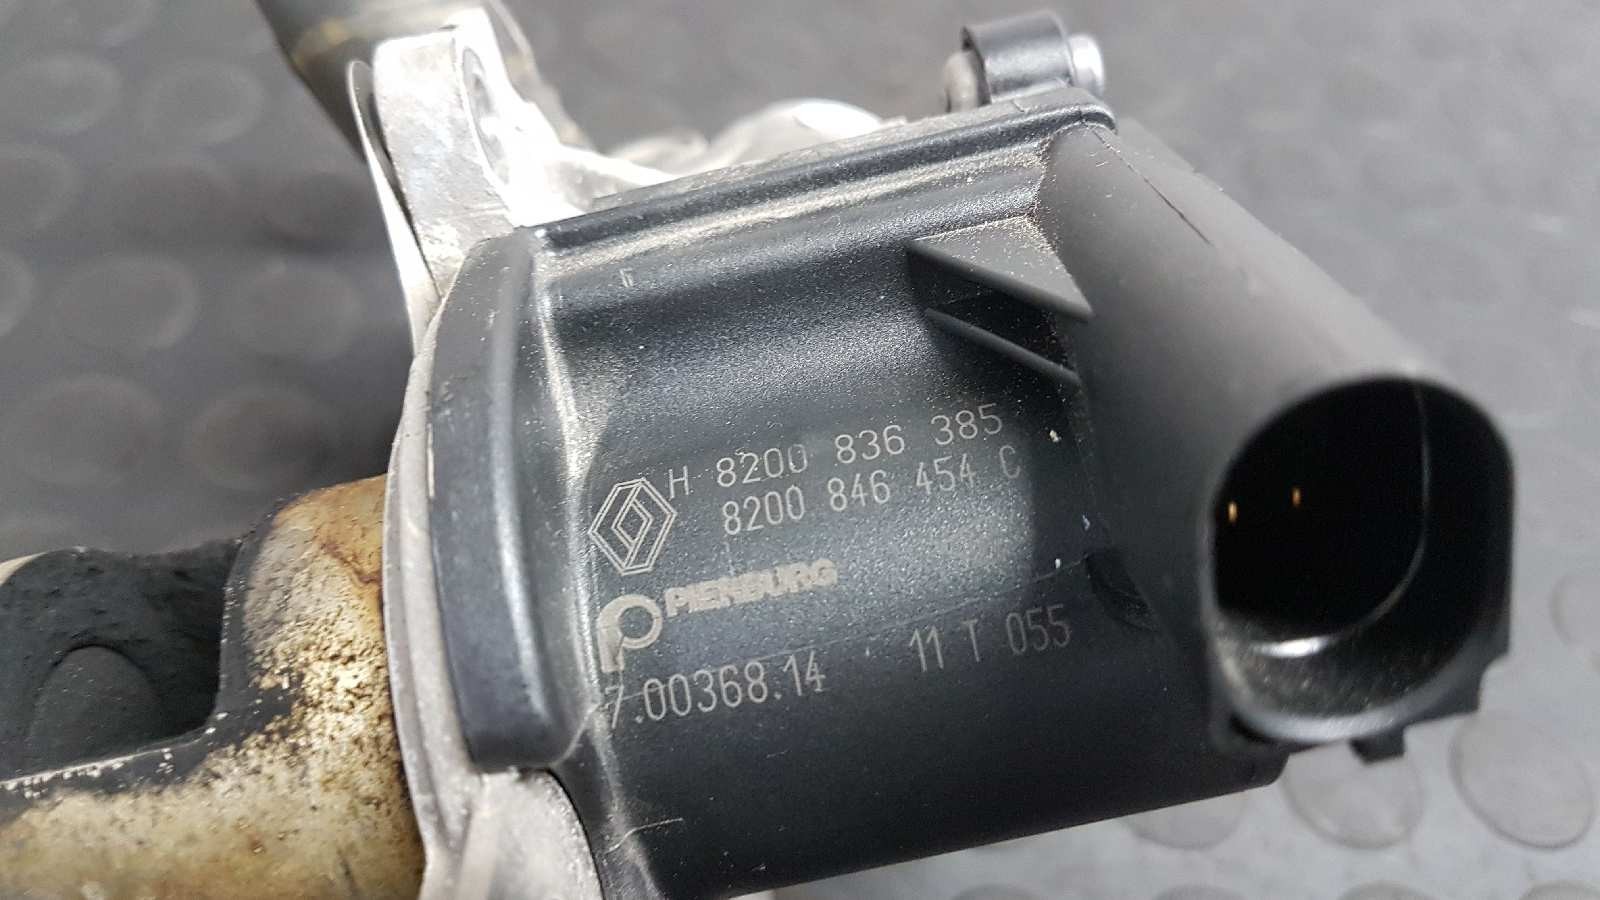 H 8200 836 385
8200 846 454 C
PIERBURG
7.00368.14 11 T 055